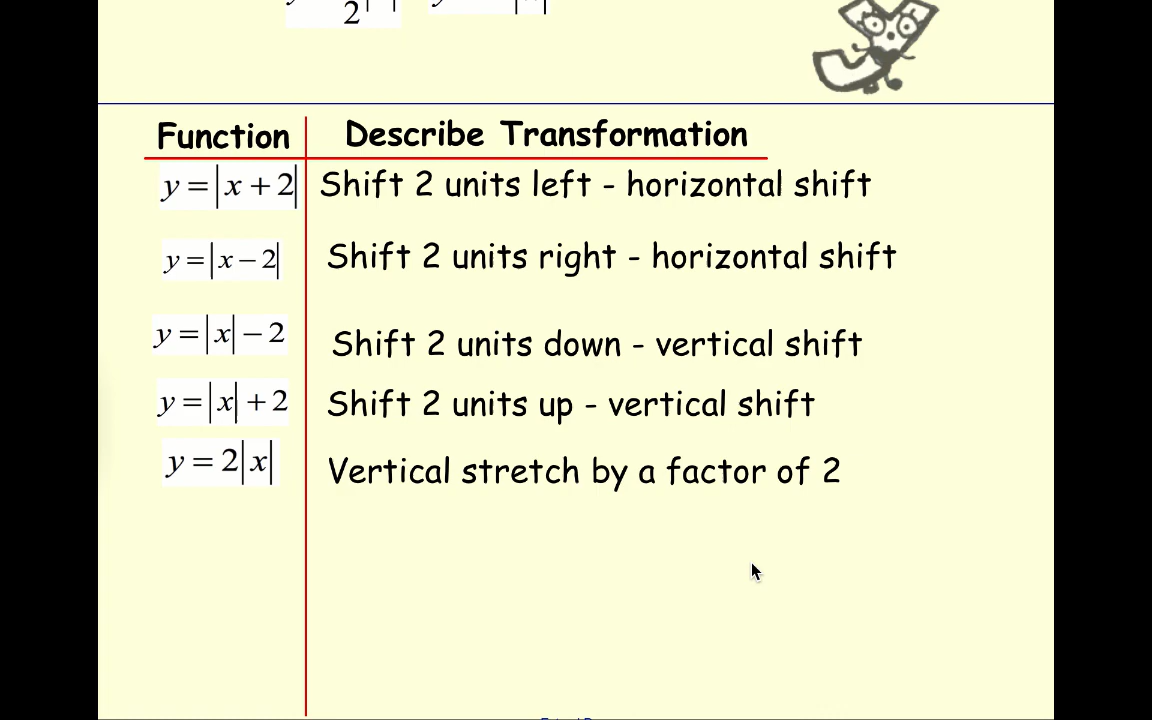 2
Function Describe Transformation
y = |x + 2| Shift 2 units left - horizontal shift
y = |x − 2| Shift 2 units right - horizontal shift
y = |x| − 2 Shift 2 units down - vertical shift
y = |x| + 2 Shift 2 units up - vertical shift
y = 2|x| Vertical stretch by a factor of 2